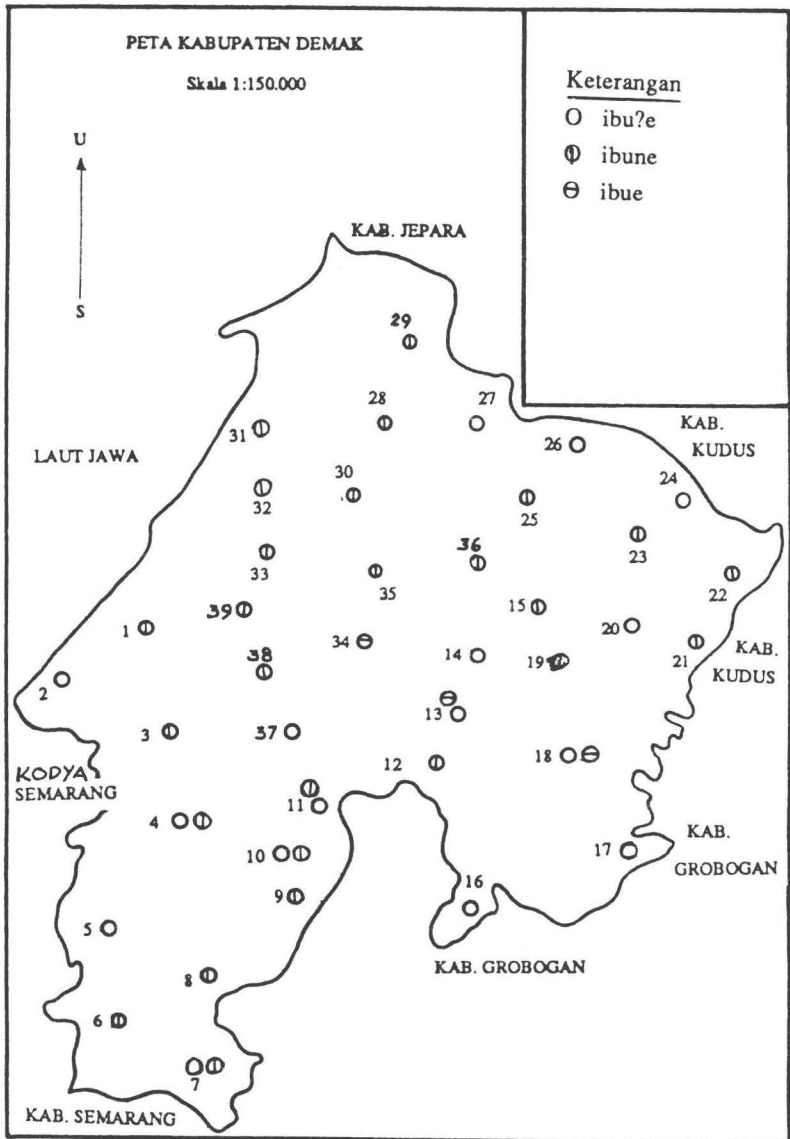 PETA KABUPATEN DEMAK
Skala 1:150.000
Keterangan
ibu?e
ibune
ibue
U
S
KAB. JEPARA
29
28
27
31
26
KAB.
KUDUS
LAUT JAWA
30
24
32
25
36
23
33
35
22
39
15
1
20
34
14
19
21
KAB.
KUDUS
38
2
13
3
37
12
18
KODYA
SEMARANG
11
4
10
17
KAB.
GROBOGAN
9
16
5
KAB. GROBOGAN
8
6
7
KAB. SEMARANG